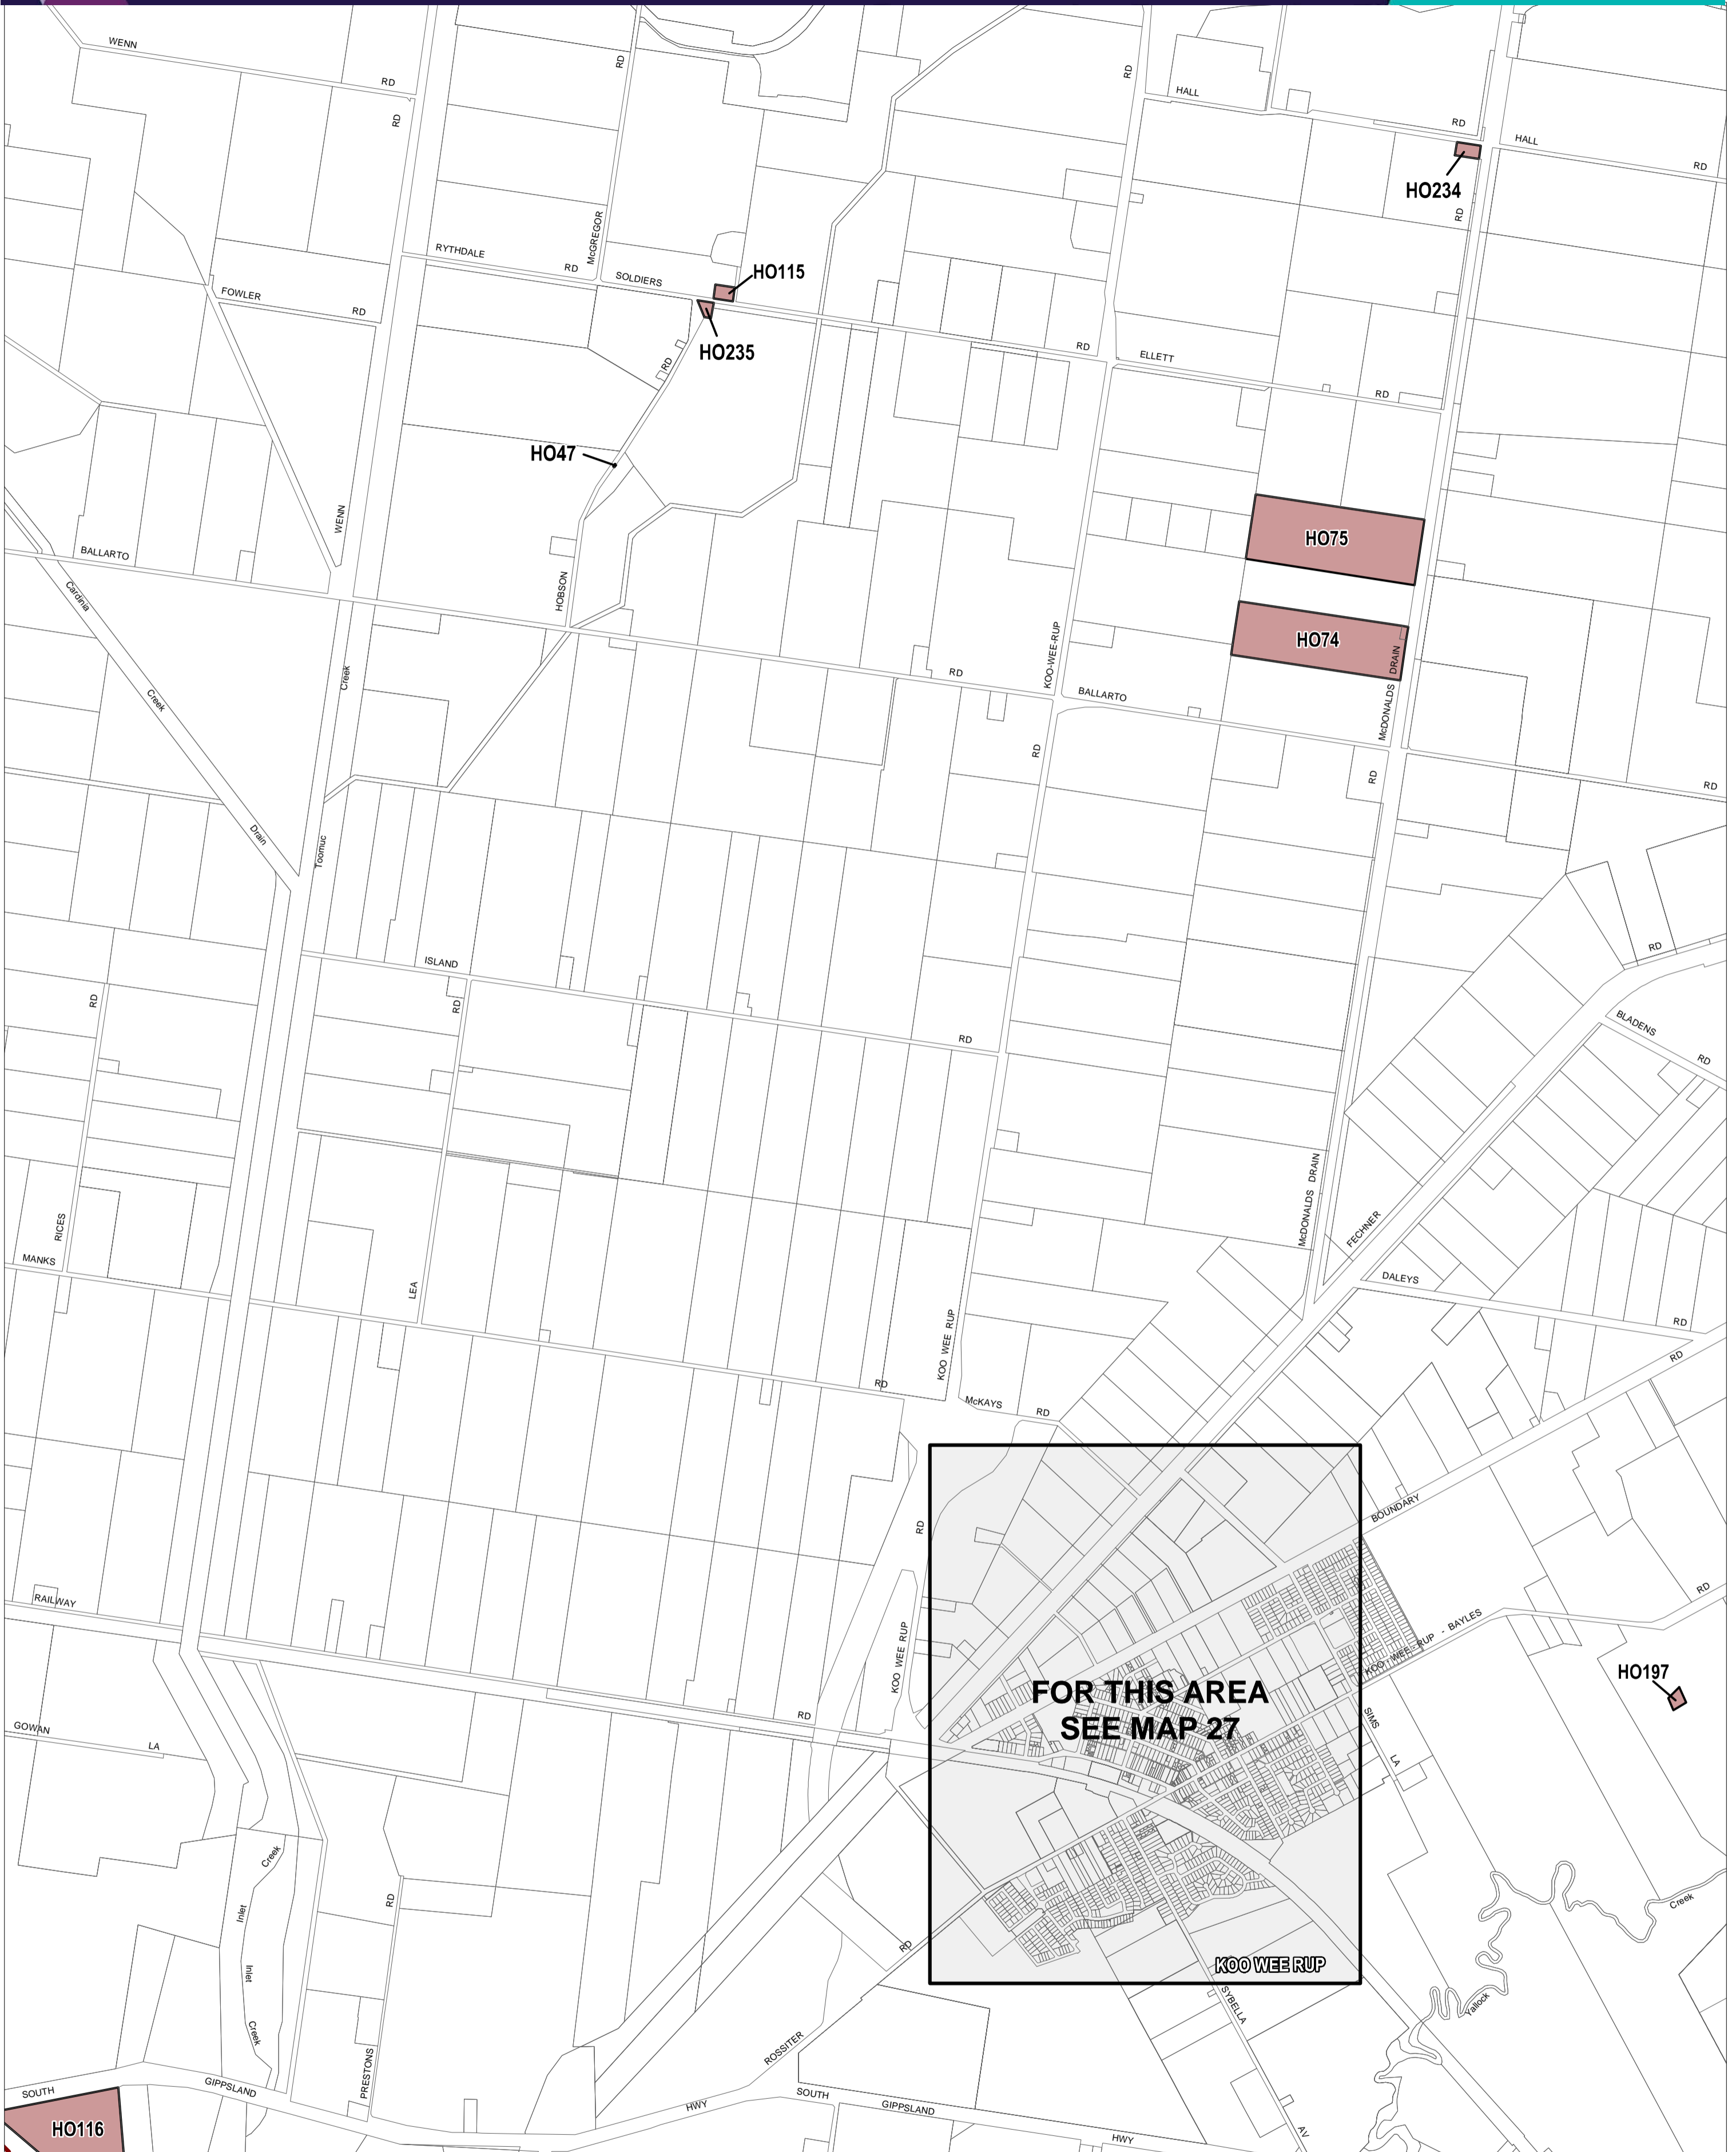 WENN
RD
RD
RD
RD
HALL
RD
HALL
RD
HO234
RD
McGREGOR
RYTHDALE
RD
SOLDIERS
HO115
FOWLER
RD
HO235
RD
RD
ELLETT
RD
HO47
WENN
HO75
BALLARTO
Cardinia
HOBSON
HO74
KOO-WEE-RUP
DRAIN
Creek
RD
BALLARTO
McDONALDS
Creek
RD
RD
RD
Drain
Toomuc
RD
ISLAND
RD
RD
BLADENS
RD
RD
DRAIN
RICES
McDONALDS
FECHNER
MANKS
DALEYS
LEA
KOO WEE RUP
RD
RD
RD
McKAYS
RD
BOUNDARY
RD
RD
RAILWAY
KOO WEE RUP
KOO - WEE - RUP - BAYLES
HO197
FOR THIS AREA
SEE MAP 27
RD
SIMS
GOWAN
LA
LA
Creek
RD
Inlet
Creek
RD
Inlet
KOO WEE RUP
SYBELLA
Yallock
Creek
ROSSITER
PRESTONS
SOUTH
GIPPSLAND
SOUTH
HWY
GIPPSLAND
HO116
HWY
AV